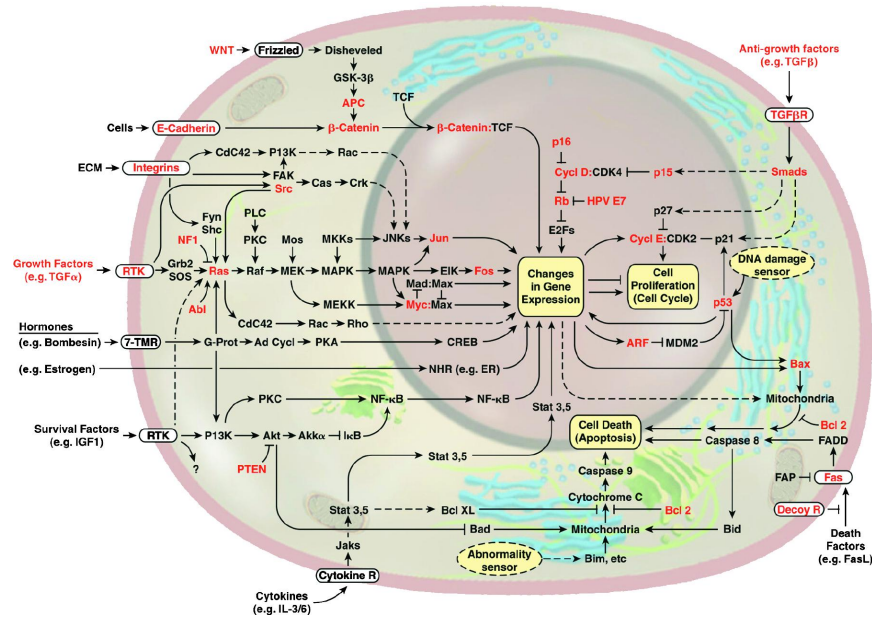 WNT
Frizzled
Disheveled
GSK-3β
APC
TCF
Cells
E-Cadherin
β-Catenin
β-Catenin:TCF
Anti-growth factors
(e.g. TGFβ)
TGFβR
ECM
Integrins
CdC42
P13K
Rac
FAK
Src
Cas
Crk
p16
Cycl D:CDK4
p15
Smads
Rb
HPV E7
E2Fs
p27
Cycl E:CDK2
p21
Fyn
Shc
NF1
PLC
PKC
Mos
MKKs
JNKs
Jun
Growth Factors
(e.g. TGFα)
RTK
Grb2
SOS
Ras
Raf
MEK
MAPK
MAPK
EIK
Fos
Abl
MEKK
Mad:Max
Myc:Max
Changes
in Gene
Expression
Cell
Proliferation
(Cell Cycle)
DNA damage
sensor
p53
CdC42
Rac
Rho
Hormones
(e.g. Bombesin)
7-TMR
G-Prot
Ad Cycl
PKA
CREB
ARF
MDM2
(e.g. Estrogen)
NHR (e.g. ER)
Bax
PKC
NF-κB
NF-κB
Stat 3,5
Mitochondria
Survival Factors
(e.g. IGF1)
RTK
P13K
Akt
Akkα
IκB
?
PTEN
Cell Death
(Apoptosis)
Bcl 2
Caspase 8
FADD
Stat 3,5
Caspase 9
FAP
Fas
Cytochrome C
Stat 3,5
Bcl XL
Bcl 2
Decoy R
Bad
Mitochondria
Bid
Death
Factors
(e.g. FasL)
Jaks
Abnormality
sensor
Bim, etc
Cytokine R
Cytokines
(e.g. IL-3/6)